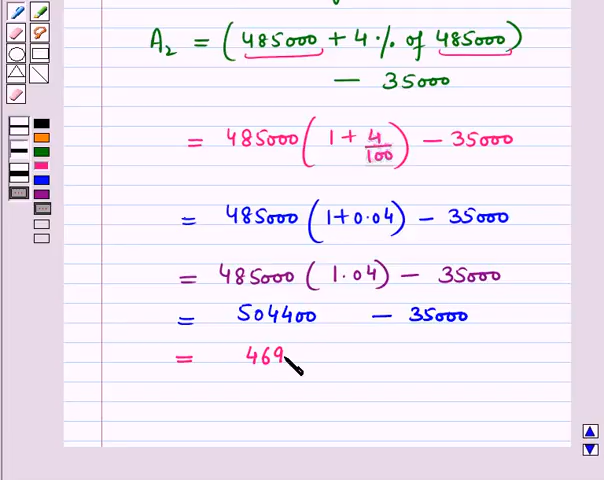 A2 = (485000 + 4% of 485000)
— 35000
= 485000(1 + 4/100) — 35000
= 485000(1+0.04) — 35000
= 485000(1.04) — 35000
= 504400 — 35000
= 469